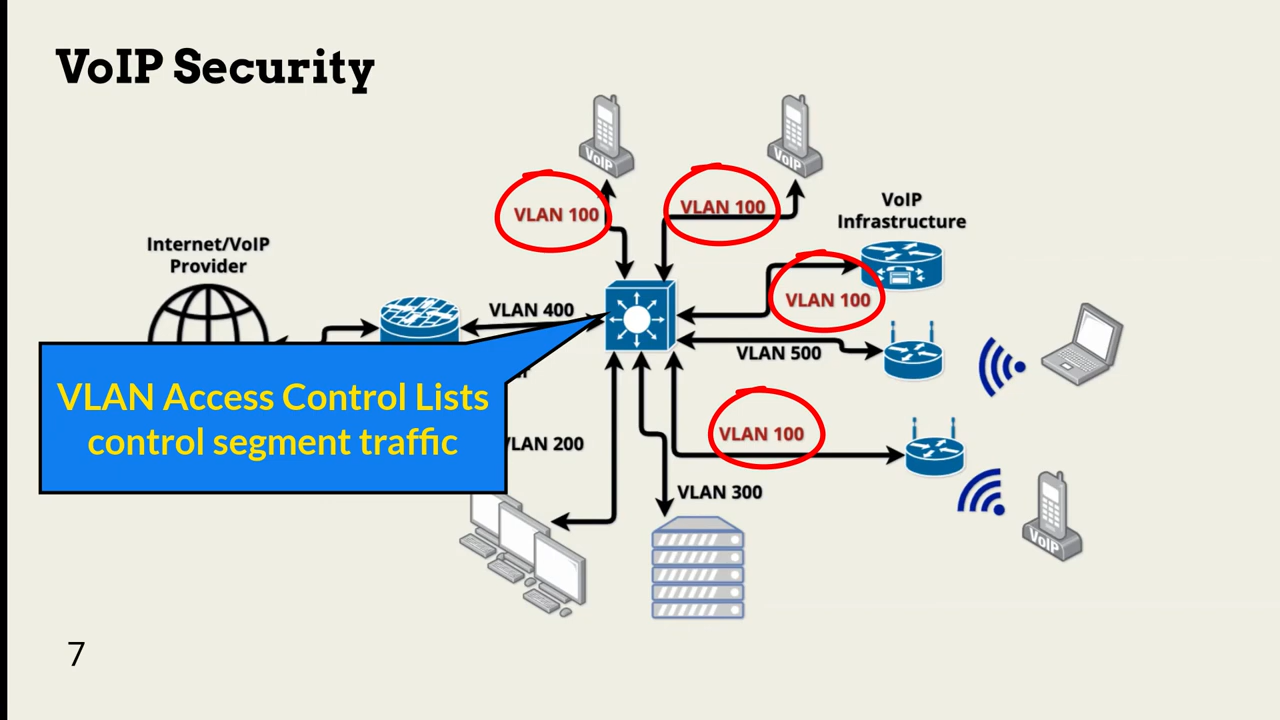 VoIP Security
VoIP
VoIP
VLAN 100
VLAN 100
VoIP
Infrastructure
Internet/VoIP
Provider
VLAN 100
VLAN 400
VLAN 500
VLAN Access Control Lists
control segment traffic
VLAN 100
VLAN 200
VLAN 300
VoIP
7